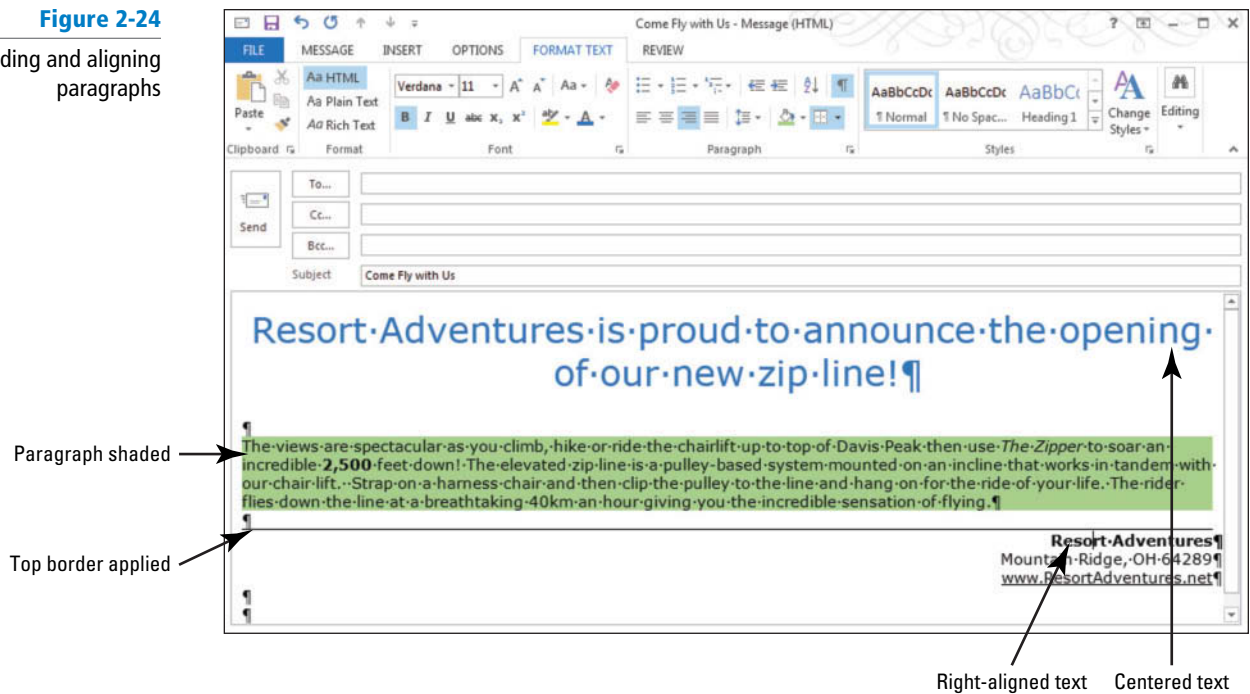 Figure 2-24
ding and aligning
paragraphs
Come Fly with Us - Message (HTML)
?
FILE MESSAGE INSERT OPTIONS FORMAT TEXT REVIEW
Paste
Aa HTML
Aa Plain Text
Aa Rich Text
Verdana 11 A A Aa
B I U abc X₂ X² aby A
AaBbCcDc AaBbCcDc AaBbCc
¶ Normal ¶ No Spac... Heading 1
Change
Styles
Editing
Clipboard Format Font Paragraph Styles
Send
To...
Cc...
Bcc...
Subject Come Fly with Us
Resort·Adventures·is·proud·to·announce·the·opening·
of·our·new·zip·line!¶
¶
The·views·are·spectacular·as·you·climb,·hike·or·ride·the·chairlift·up·to·top·of·Davis·Peak·then·use·The·Zipper·to·soar·an·
incredible·2,500·feet·down!·The·elevated·zip·line·is·a·pulley-based·system·mounted·on·an·incline·that·works·in·tandem·with·
our·chair·lift.··Strap·on·a·harness·chair·and·then·clip·the·pulley·to·the·line·and·hang·on·for·the·ride·of·your·life.·The·rider·
flies·down·the·line·at·a·breathtaking·40km·an·hour·giving·you·the·incredible·sensation·of·flying.¶
¶
Resort·Adventures¶
Mountain·Ridge,·OH·64289¶
www.ResortAdventures.net¶
¶
¶
Paragraph shaded
Top border applied
Right-aligned text
Centered text